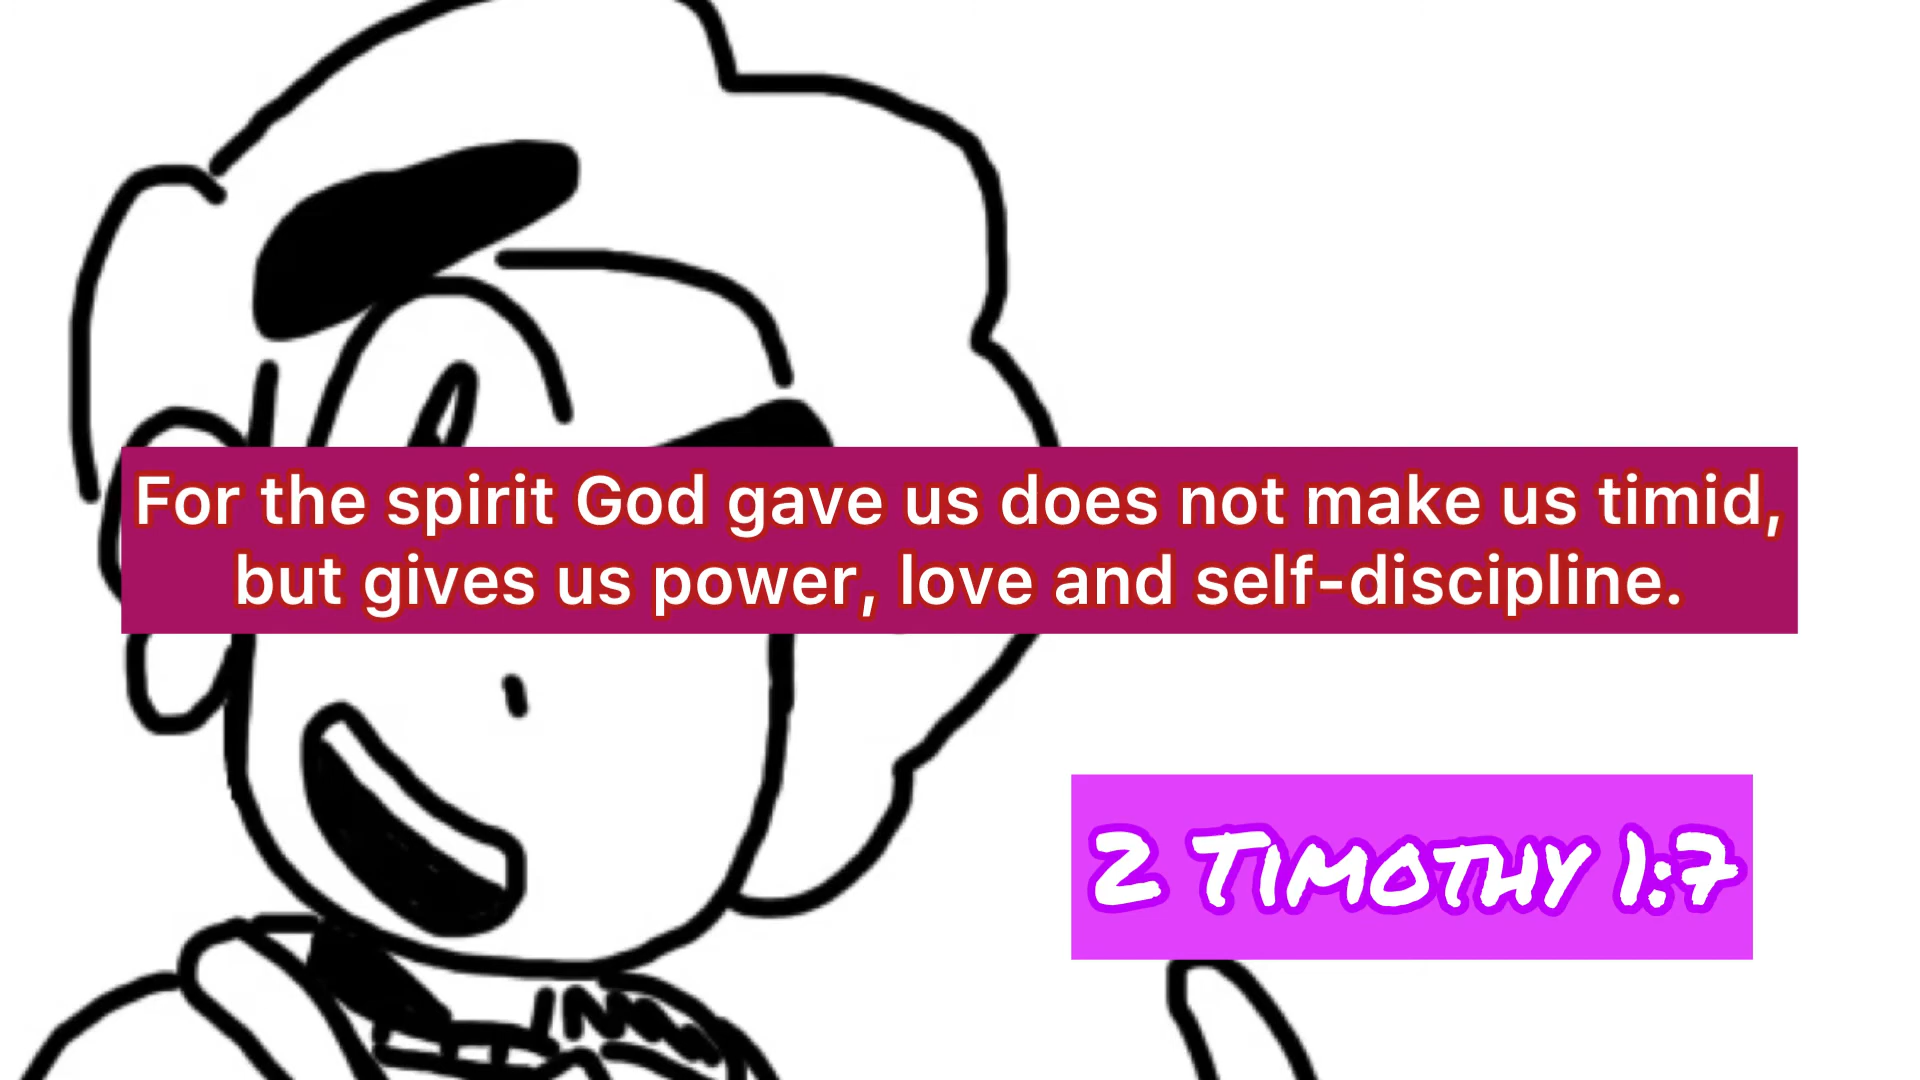 For the spirit God gave us does not make us timid,
but gives us power, love and self-discipline.
2 Timothy 1:7